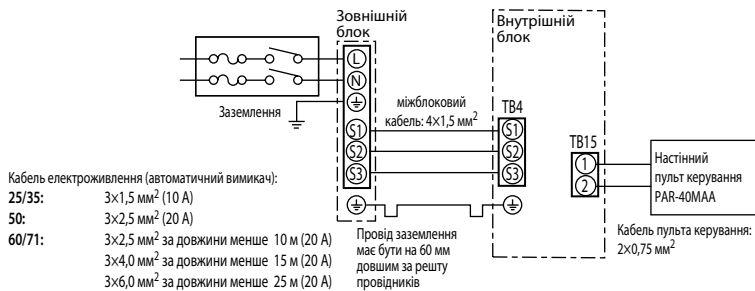 Зовнішній
блок
Внутрішній
блок
L
N
Заземлення
міжблоковий
кабель: 4×1,5 мм²
TB4
S1
S2
S3
S1
S2
S3
TB15
1
2
Настінний
пульт керування
PAR-40MAA
Кабель пульта керування:
2×0,75 мм²
Провід заземлення
має бути на 60 мм
довшим за решту
провідників
Кабель електроживлення (автоматичний вимикач):
25/35: 3×1,5 мм² (10 А)
50: 3×2,5 мм² (20 А)
60/71: 3×2,5 мм² за довжини менше 10 м (20 А)
3×4,0 мм² за довжини менше 15 м (20 А)
3×6,0 мм² за довжини менше 25 м (20 А)